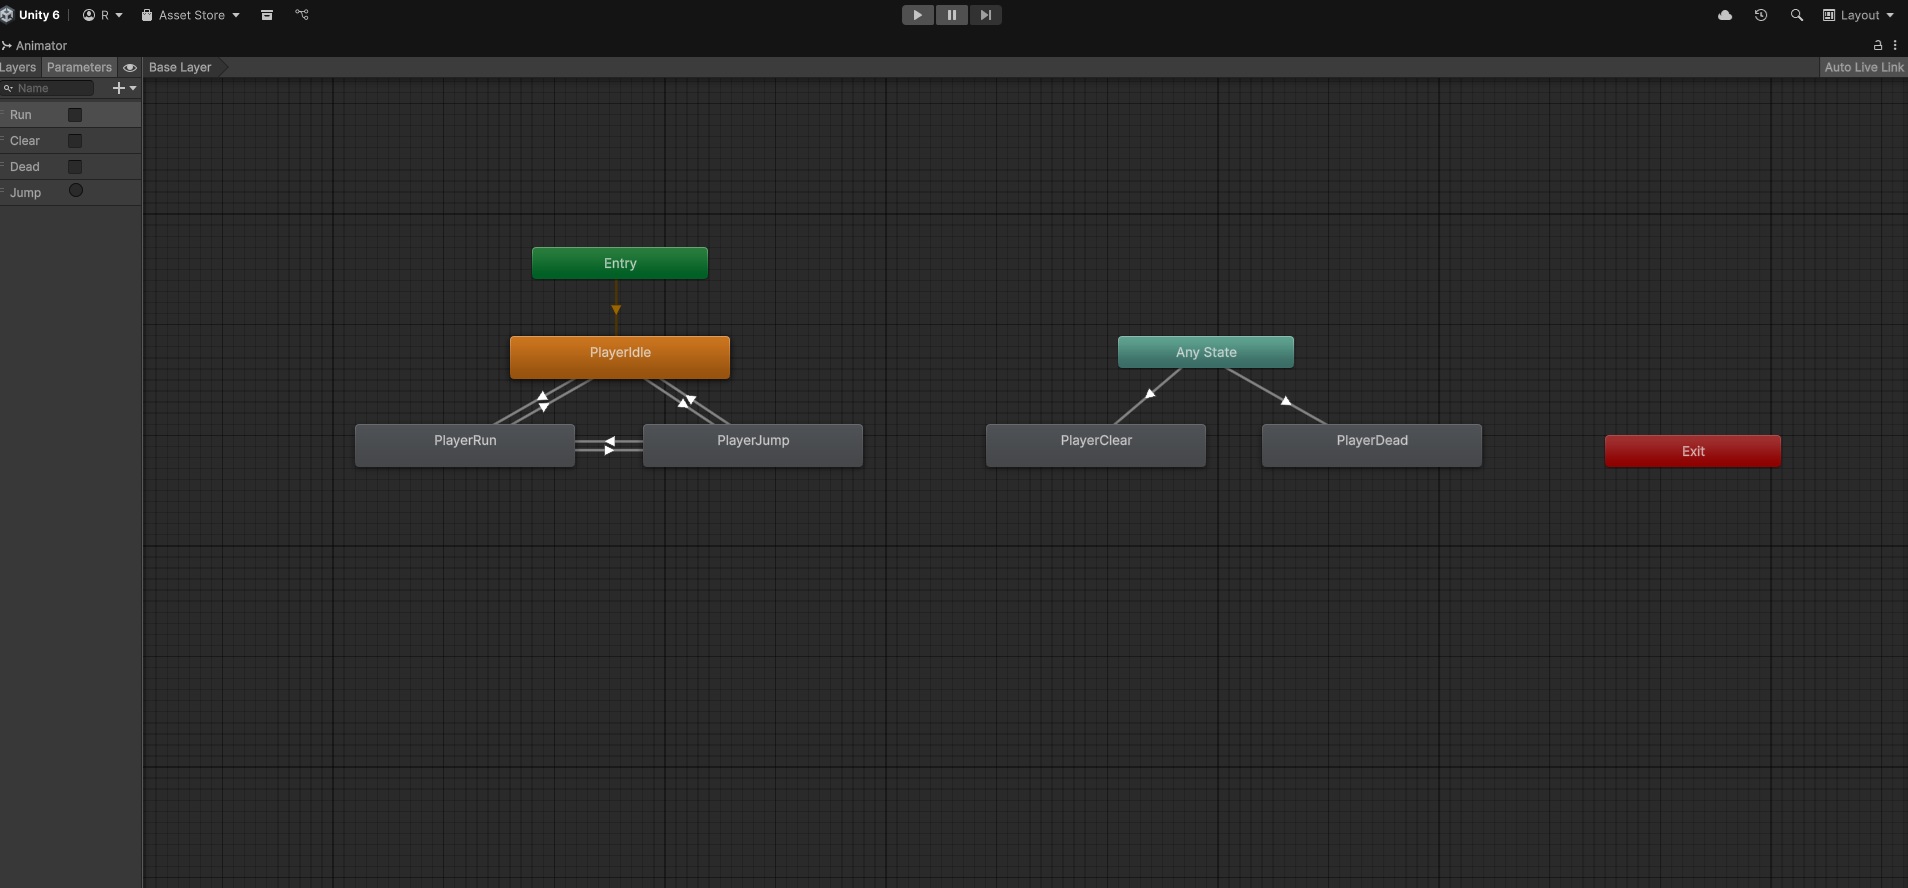 Unity 6 R Asset Store Layout
Animator
Layers Parameters Base Layer Auto Live Link
Name
Run
Clear
Dead
Jump
Entry
PlayerIdle Any State
PlayerRun PlayerJump PlayerClear PlayerDead
Exit